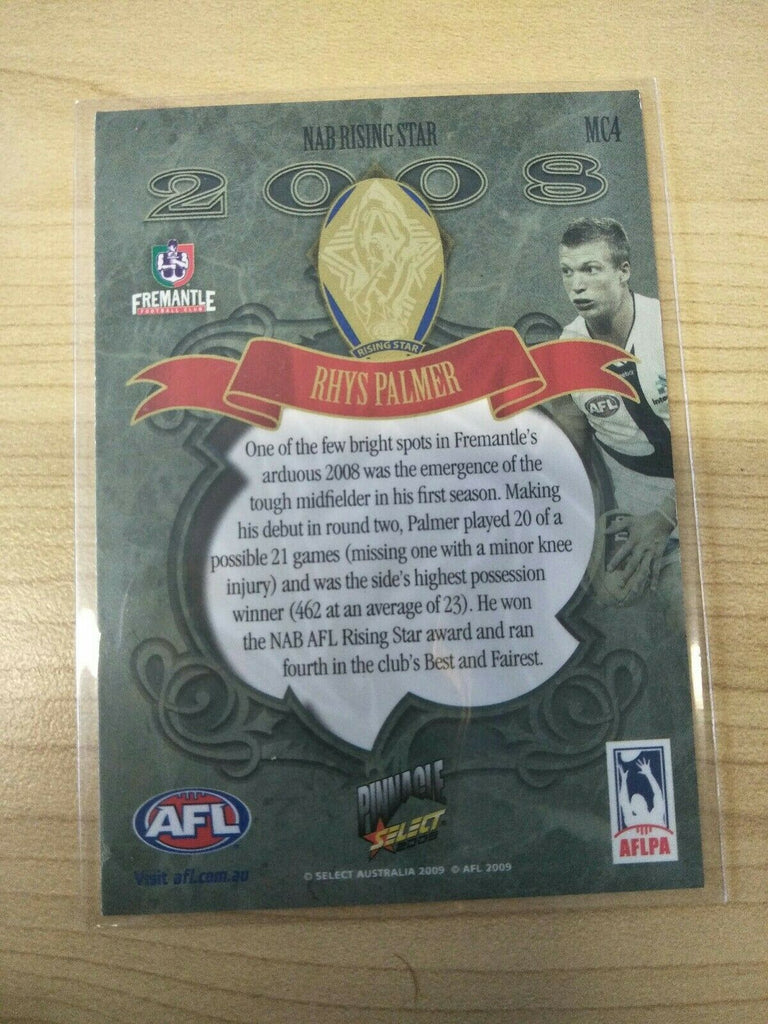 NAB RISING STAR
MC4
2008
FREMANTLE
FOOTBALL CLUB
RISING STAR
RHYS PALMER
AFL
One of the few bright spots in Fremantle's
arduous 2008 was the emergence of the
tough midfielder in his first season. Making
his debut in round two, Palmer played 20 of a
possible 21 games (missing one with a minor knee
injury) and was the side's highest possession
winner (462 at an average of 23). He won
the NAB AFL Rising Star award and ran
fourth in the club's Best and Fairest.
AFL
Visit afl.com.au
PINNACLE
SELECT
2009
© SELECT AUSTRALIA 2009 © AFL 2009
AFLPA